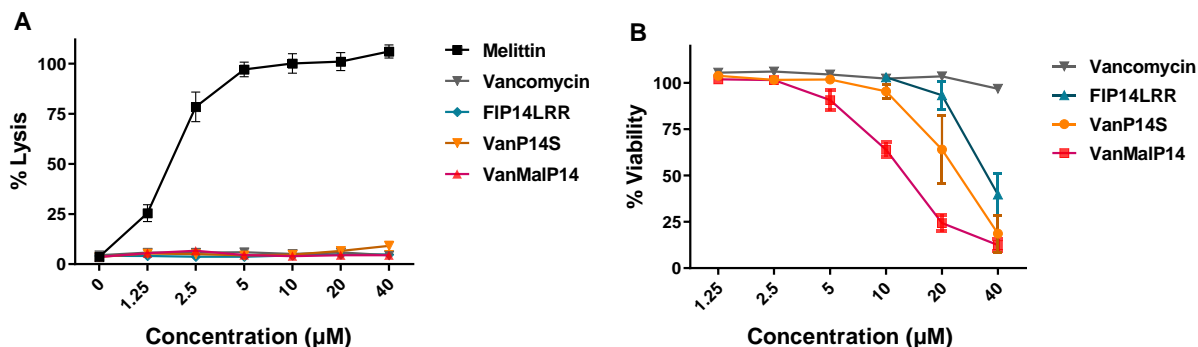 A
% Lysis
100
75
50
25
0
0
1.25
2.5
5
10
20
40
Concentration (µM)
Melittin
Vancomycin
FIP14LRR
VanP14S
VanMalP14
B
% Viability
100
75
50
25
0
1.25
2.5
5
10
20
40
Concentration (µM)
Vancomycin
FIP14LRR
VanP14S
VanMalP14